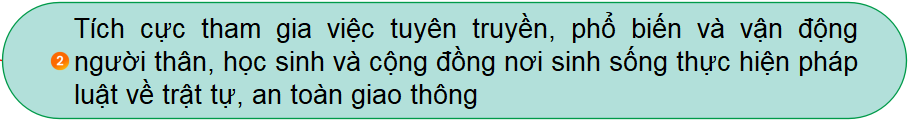 Tích cực tham gia việc tuyên truyền, phổ biến và vận động
2 người thân, học sinh và cộng đồng nơi sinh sống thực hiện pháp
luật về trật tự, an toàn giao thông